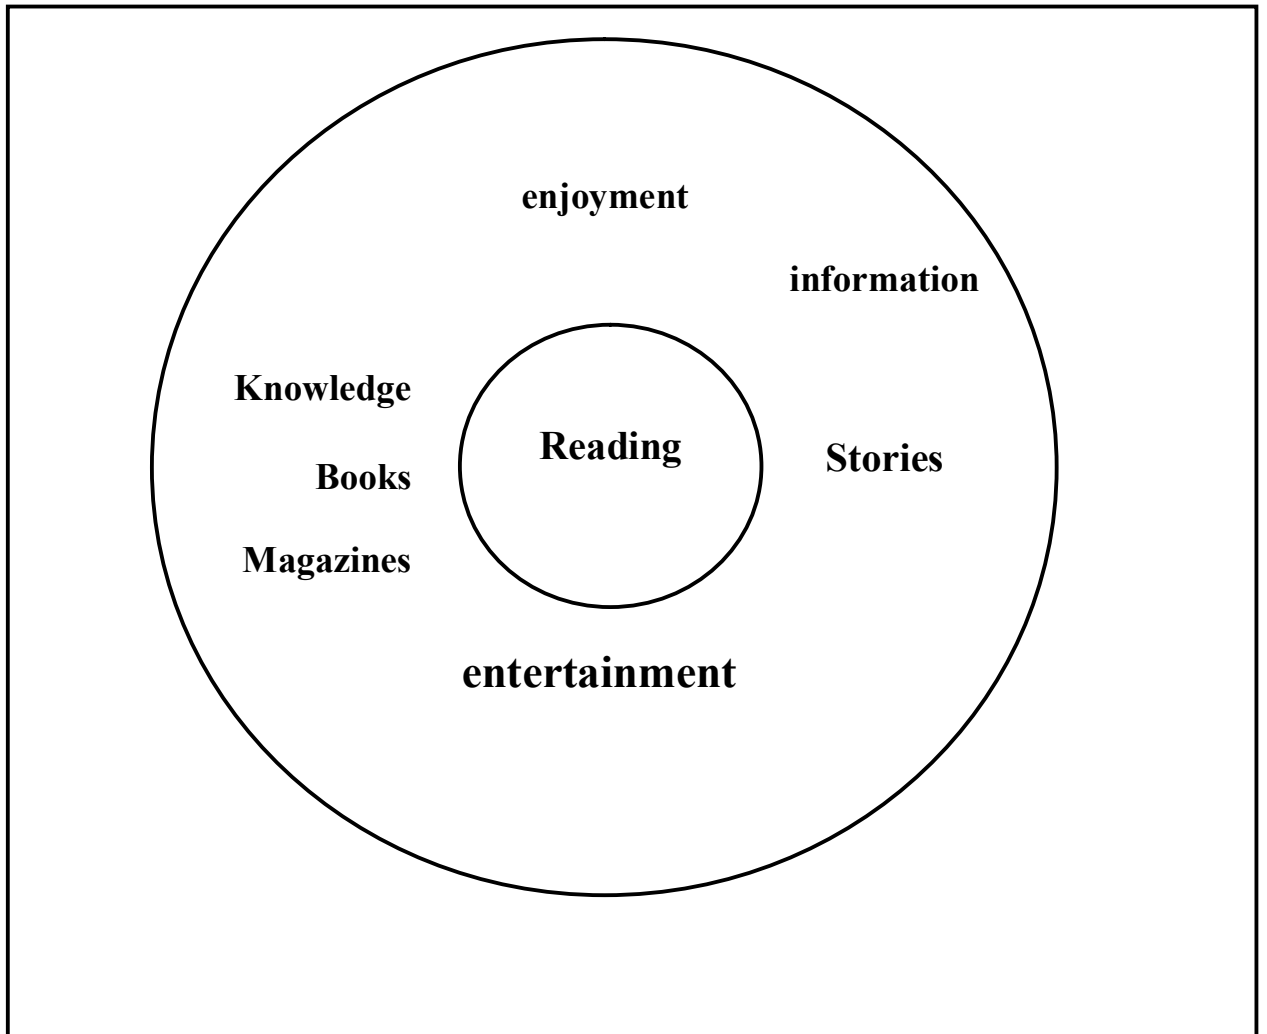 enjoyment
information
Knowledge
Reading
Stories
Books
Magazines
entertainment